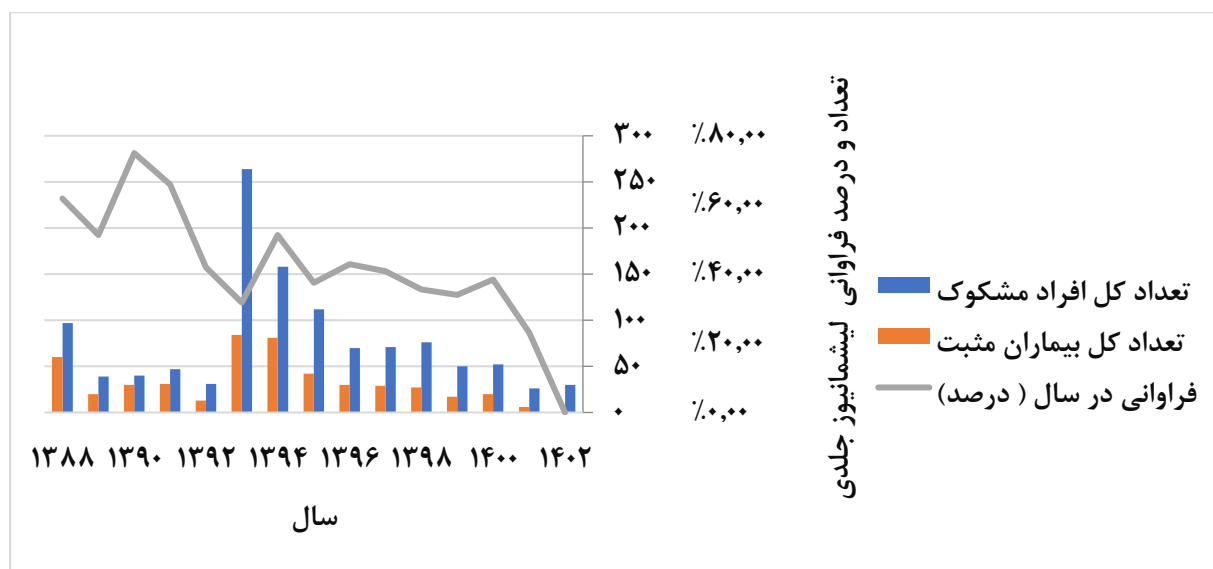 تعداد و درصد فراوانی لیشمانیوز جلدی
٪۸۰,۰۰
٪۶۰,۰۰
٪۴۰,۰۰
٪۲۰,۰۰
٪۰,۰۰
۳۰۰
۲۵۰
۲۰۰
۱۵۰
۱۰۰
۵۰
۰
۱۳۸۸ ۱۳۹۰ ۱۳۹۲ ۱۳۹۴ ۱۳۹۶ ۱۳۹۸ ۱۴۰۰ ۱۴۰۲
سال
تعداد کل افراد مشکوک
تعداد کل بیماران مثبت
فراوانی در سال ( درصد)